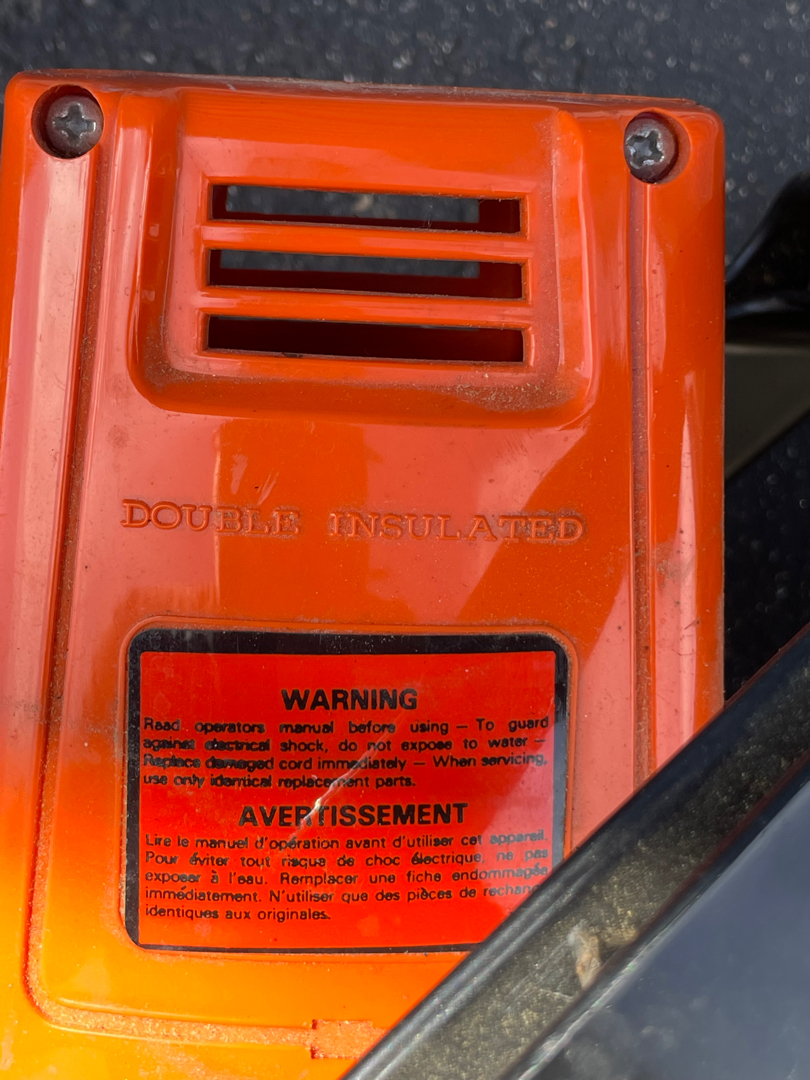 DOUBLE INSULATED
WARNING
Read operators manual before using — To guard
against electrical shock, do not expose to water —
Replace damaged cord immediately — When servicing,
use only identical replacement parts.
AVERTISSEMENT
Lire le manuel d'opération avant d'utiliser cet appareil.
Pour éviter tout risque de choc électrique, ne pas
exposer à l'eau. Remplacer une fiche endommagée
immédiatement. N'utiliser que des pièces de rechang
identiques aux originales.